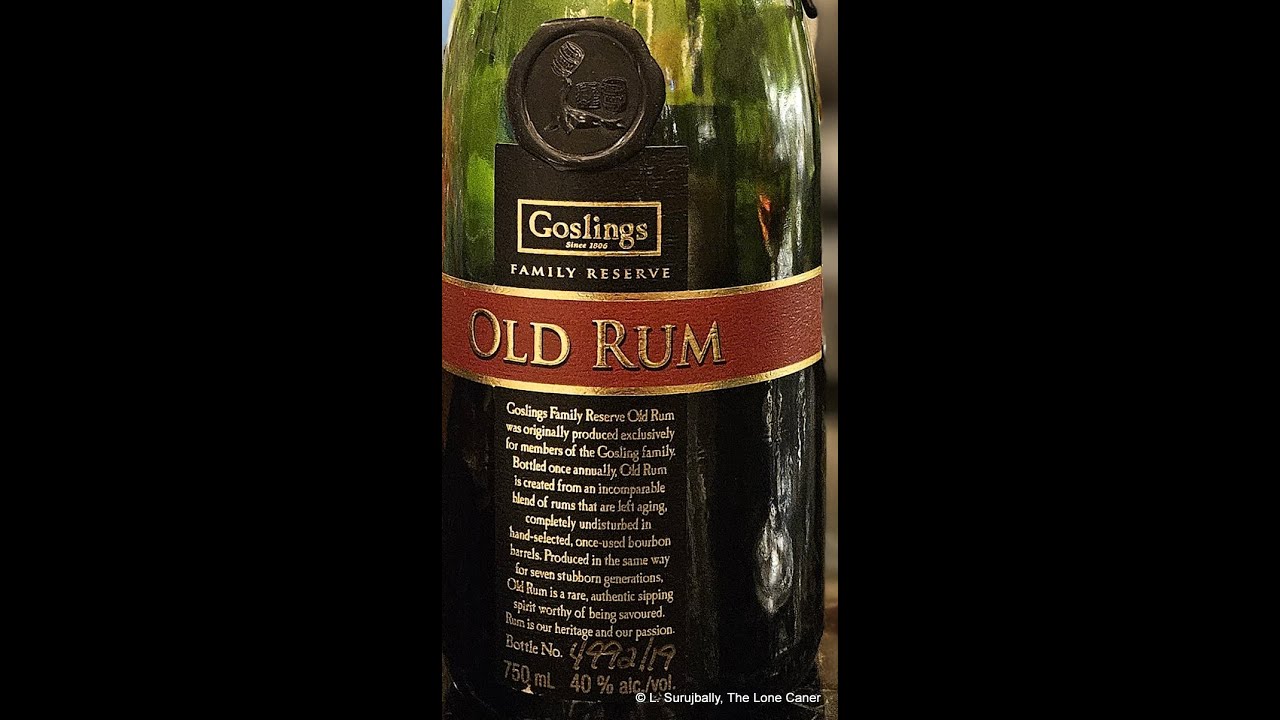 Goslings
Since 1806
FAMILY RESERVE
OLD RUM
Goslings Family Reserve Old Rum
was originally produced exclusively
for members of the Gosling family.
Bottled once annually, Old Rum
is created from an incomparable
blend of rums that are left aging,
completely undisturbed in
hand-selected, once-used bourbon
barrels. Produced in the same way
for seven stubborn generations,
Old Rum is a rare, authentic sipping
spirit worthy of being savoured.
Rum is our heritage and our passion.
Bottle No. 4992/19
750 mL 40 % alc./vol.
© L. Surujbally, The Lone Caner